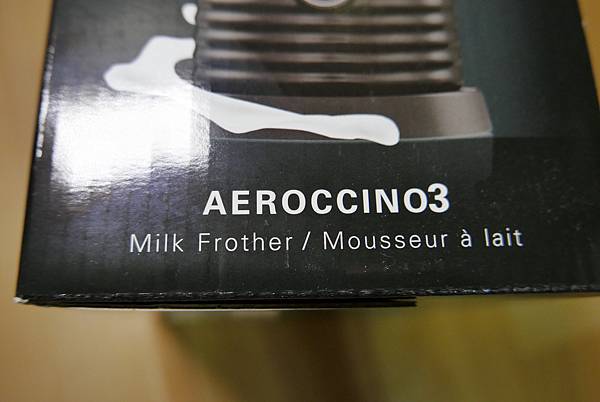 AEROCCINO3
Milk Frother / Mousseur à lait